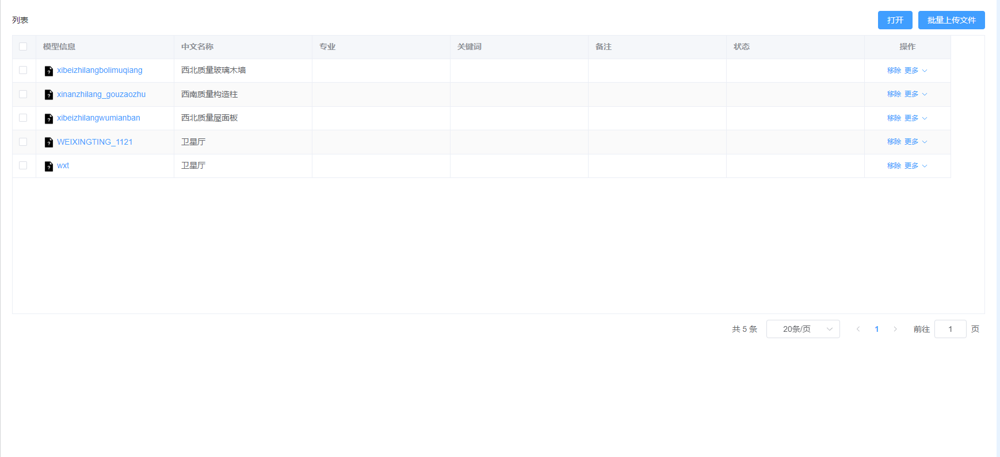 列表 打开 批量上传文件
模型信息 中文名称 专业 关键词 备注 状态 操作
xibeizhilangbolimuqiang 西北质量玻璃木墙 移除 更多
xinanzhilang_gouzaozhu 西南质量构造柱 移除 更多
xibeizhilangwumianban 西北质量屋面板 移除 更多
WEIXINGTING_1121 卫星厅 移除 更多
wxt 卫星厅 移除 更多
共 5 条 20条/页 1 前往 1 页